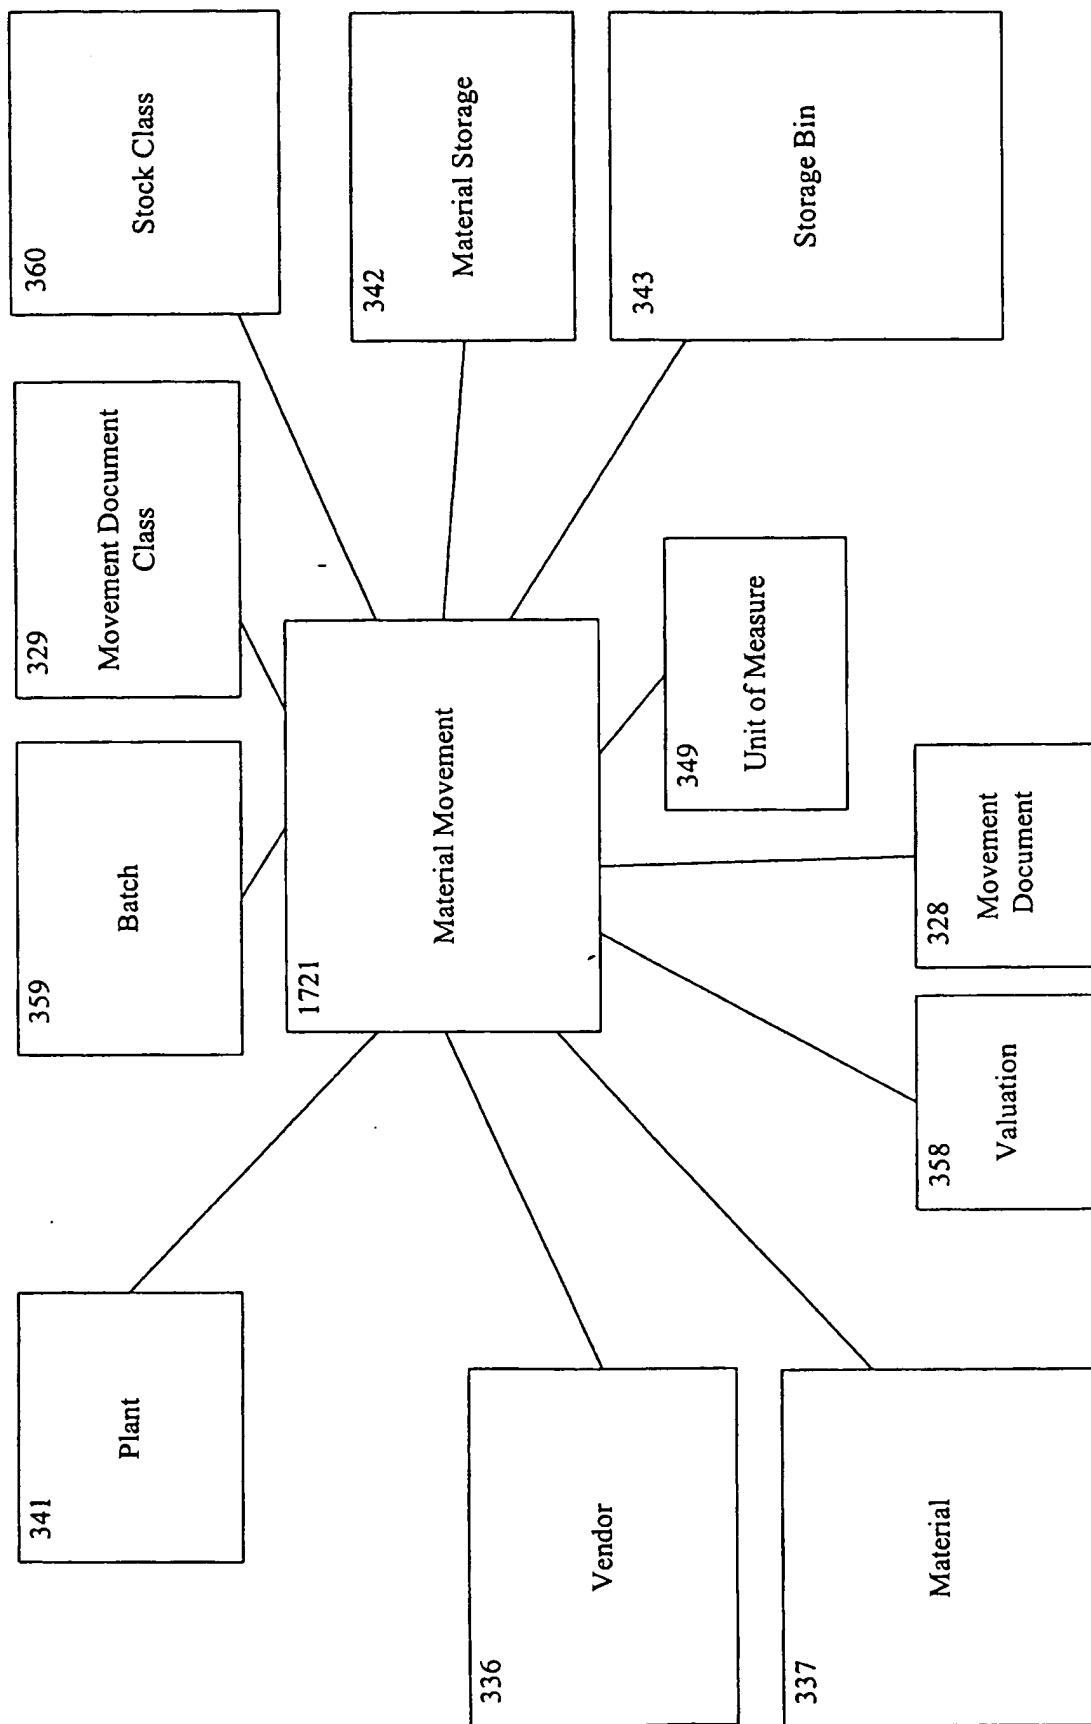 341
Plant
359
Batch
329
Movement Document
Class
360
Stock Class
1721
Material Movement
342
Material Storage
336
Vendor
349
Unit of Measure
343
Storage Bin
337
Material
358
Valuation
328
Movement
Document